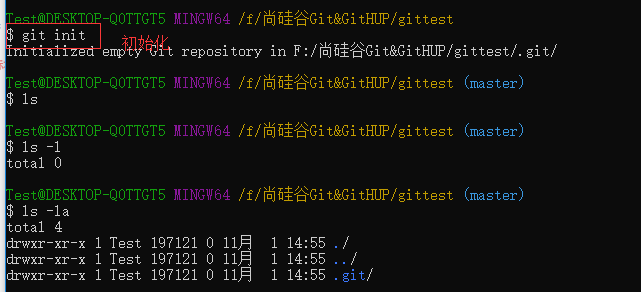 Test@DESKTOP-QOTTGT5 MINGW64 /f/尚硅谷Git&GitHUP/gittest
$ git init
初始化
Initialized empty Git repository in F:/尚硅谷Git&GitHUP/gittest/.git/
Test@DESKTOP-QOTTGT5 MINGW64 /f/尚硅谷Git&GitHUP/gittest (master)
$ ls
Test@DESKTOP-QOTTGT5 MINGW64 /f/尚硅谷Git&GitHUP/gittest (master)
$ ls -l
total 0
Test@DESKTOP-QOTTGT5 MINGW64 /f/尚硅谷Git&GitHUP/gittest (master)
$ ls -la
total 4
drwxr-xr-x 1 Test 197121 0 11月  1 14:55 ./
drwxr-xr-x 1 Test 197121 0 11月  1 14:55 ../
drwxr-xr-x 1 Test 197121 0 11月  1 14:55 .git/